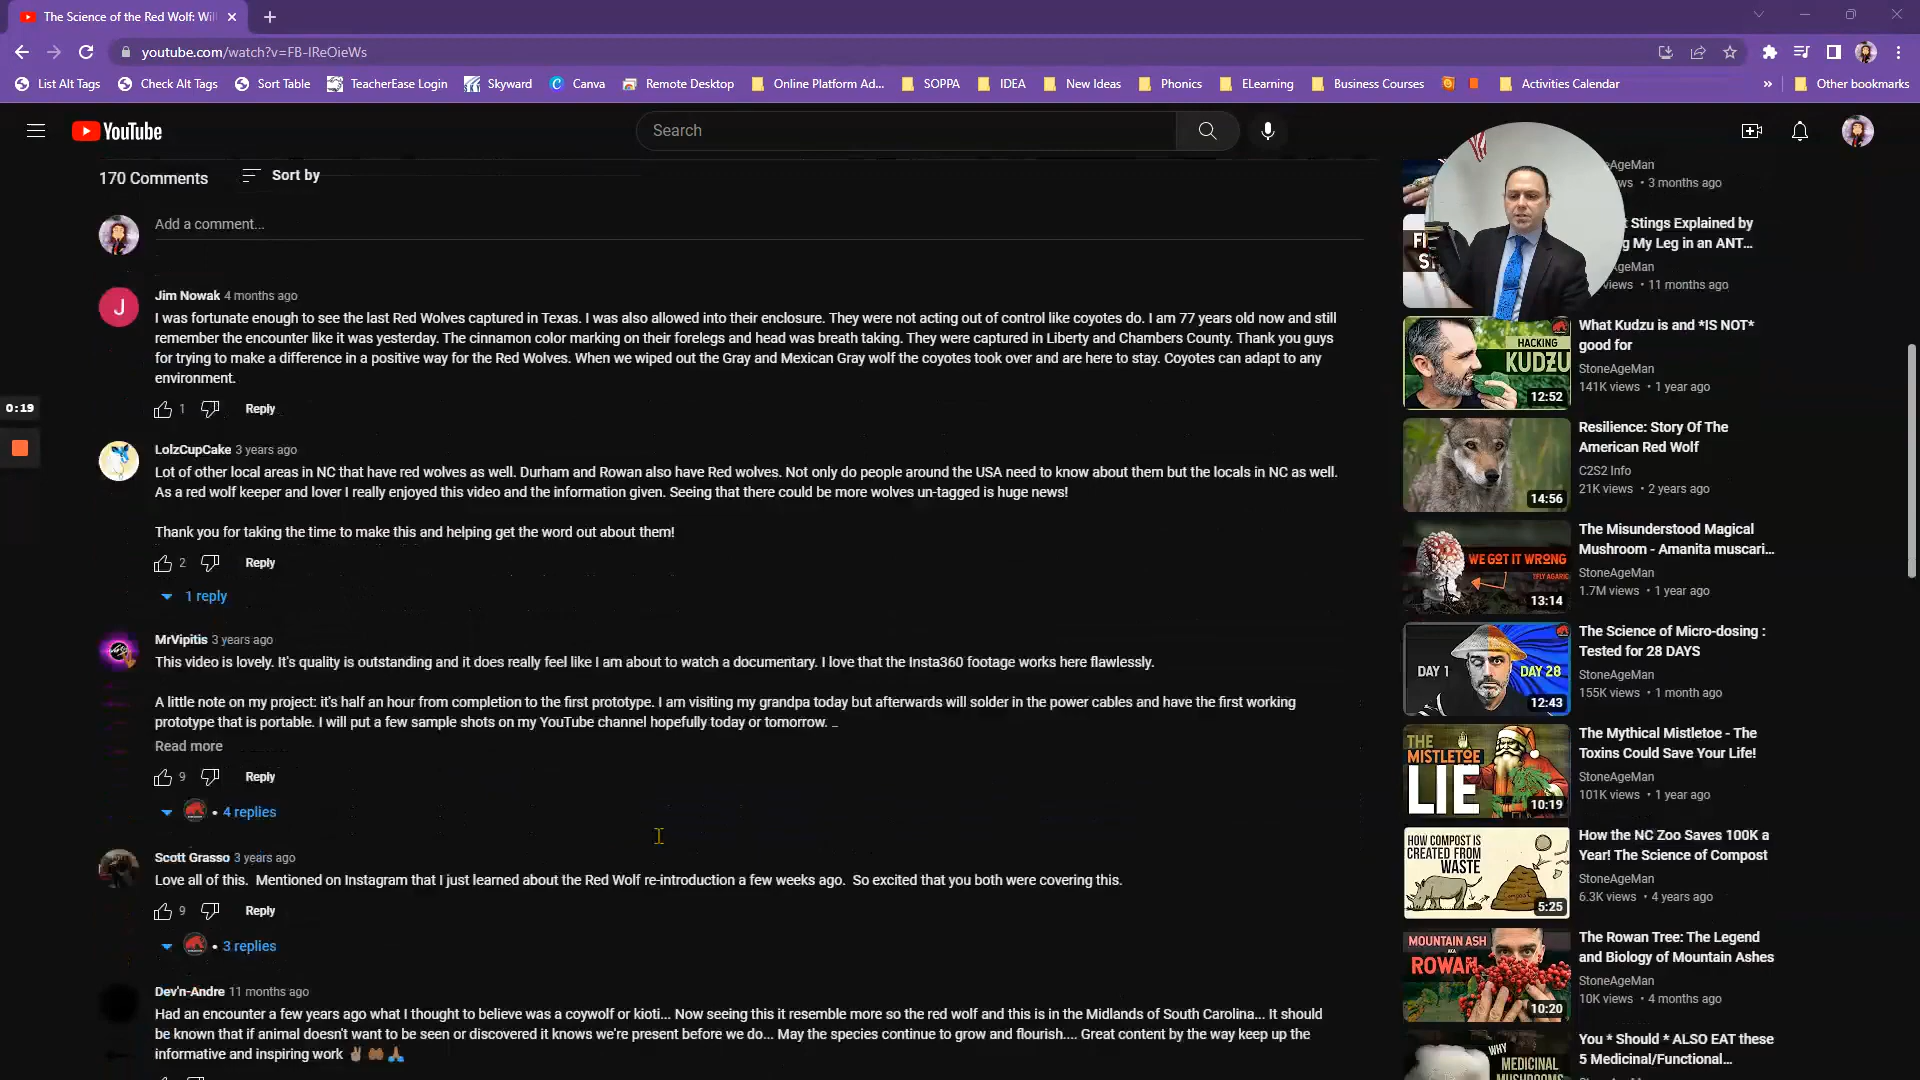 The Science of the Red Wolf: Wil
youtube.com/watch?v=FB-IReOieWs
List Alt Tags
Check Alt Tags
Sort Table
TeacherEase Login
Skyward
Canva
Remote Desktop
Online Platform Ad...
SOPPA
IDEA
New Ideas
Phonics
ELearning
Business Courses
Activities Calendar
»
Other bookmarks
YouTube
Search
170 Comments
Sort by
Add a comment...
Jim Nowak 4 months ago
I was fortunate enough to see the last Red Wolves captured in Texas. I was also allowed into their enclosure. They were not acting out of control like coyotes do. I am 77 years old now and still
remember the encounter like it was yesterday. The cinnamon color marking on their forelegs and head was breath taking. They were captured in Liberty and Chambers County. Thank you guys
for trying to make a difference in a positive way for the Red Wolves. When we wiped out the Gray and Mexican Gray wolf the coyotes took over and are here to stay. Coyotes can adapt to any
environment.
1
Reply
0:19
LolzCupCake 3 years ago
Lot of other local areas in NC that have red wolves as well. Durham and Rowan also have Red wolves. Not only do people around the USA need to know about them but the locals in NC as well.
As a red wolf keeper and lover I really enjoyed this video and the information given. Seeing that there could be more wolves un-tagged is huge news!
Thank you for taking the time to make this and helping get the word out about them!
2
Reply
1 reply
MrVipitis 3 years ago
This video is lovely. It's quality is outstanding and it does really feel like I am about to watch a documentary. I love that the Insta360 footage works here flawlessly.
A little note on my project: it's half an hour from completion to the first prototype. I am visiting my grandpa today but afterwards will solder in the power cables and have the first working
prototype that is portable. I will put a few sample shots on my YouTube channel hopefully today or tomorrow. _
Read more
9
Reply
• 4 replies
Scott Grasso 3 years ago
Love all of this. Mentioned on Instagram that I just learned about the Red Wolf re-introduction a few weeks ago. So excited that you both were covering this.
9
Reply
• 3 replies
Dev'n-Andre 11 months ago
Had an encounter a few years ago what I thought to believe was a coywolf or kioti... Now seeing this it resemble more so the red wolf and this is in the Midlands of South Carolina... It should
be known that if animal doesn't want to be seen or discovered it knows we're present before we do... May the species continue to grow and flourish.... Great content by the way keep up the
informative and inspiring work ✌🏽 👐🏽 🙏🏽
AgeMan
ws • 3 months ago
t Stings Explained by
g My Leg in an ANT...
geMan
iews • 11 months ago
What Kudzu is and *IS NOT*
good for
StoneAgeMan
141K views • 1 year ago
HACKING
KUDZU
12:52
Resilience: Story Of The
American Red Wolf
C2S2 Info
21K views • 2 years ago
14:56
The Misunderstood Magical
Mushroom - Amanita muscari...
StoneAgeMan
1.7M views • 1 year ago
WE GOT IT WRONG
TFLY AGARIC
13:14
The Science of Micro-dosing :
Tested for 28 DAYS
StoneAgeMan
155K views • 1 month ago
DAY 1
DAY 28
12:43
The Mythical Mistletoe - The
Toxins Could Save Your Life!
StoneAgeMan
101K views • 1 year ago
THE
MISTLETOE
LIE
10:19
How the NC Zoo Saves 100K a
Year! The Science of Compost
StoneAgeMan
6.3K views • 4 years ago
HOW COMPOST IS
CREATED FROM
WASTE
5:25
The Rowan Tree: The Legend
and Biology of Mountain Ashes
StoneAgeMan
10K views • 4 months ago
MOUNTAIN ASH
AKA
ROWAN
10:20
You * Should * ALSO EAT these
5 Medicinal/Functional...
WHY
MEDICINAL
MUSHROOMS